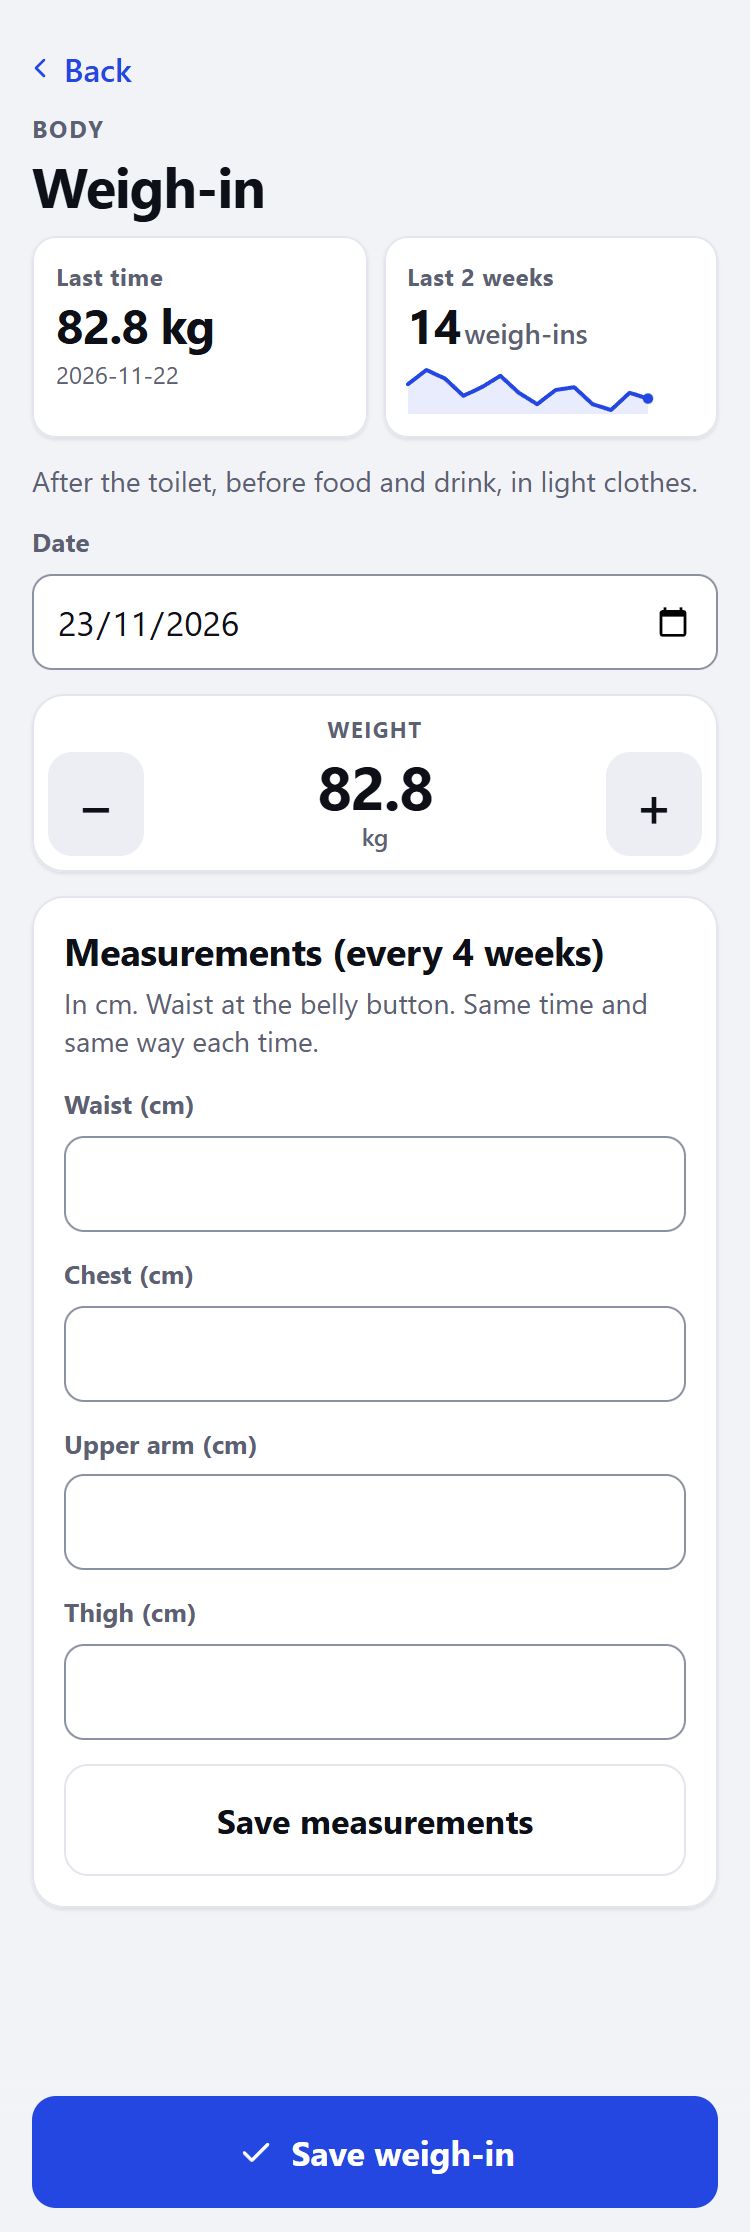 Back
BODY
Weigh-in
Last time
82.8 kg
2026-11-22
Last 2 weeks
14 weigh-ins
After the toilet, before food and drink, in light clothes.
Date
23/11/2026
WEIGHT
−
82.8
+
kg
Measurements (every 4 weeks)
In cm. Waist at the belly button. Same time and
same way each time.
Waist (cm)
Chest (cm)
Upper arm (cm)
Thigh (cm)
Save measurements
Save weigh-in